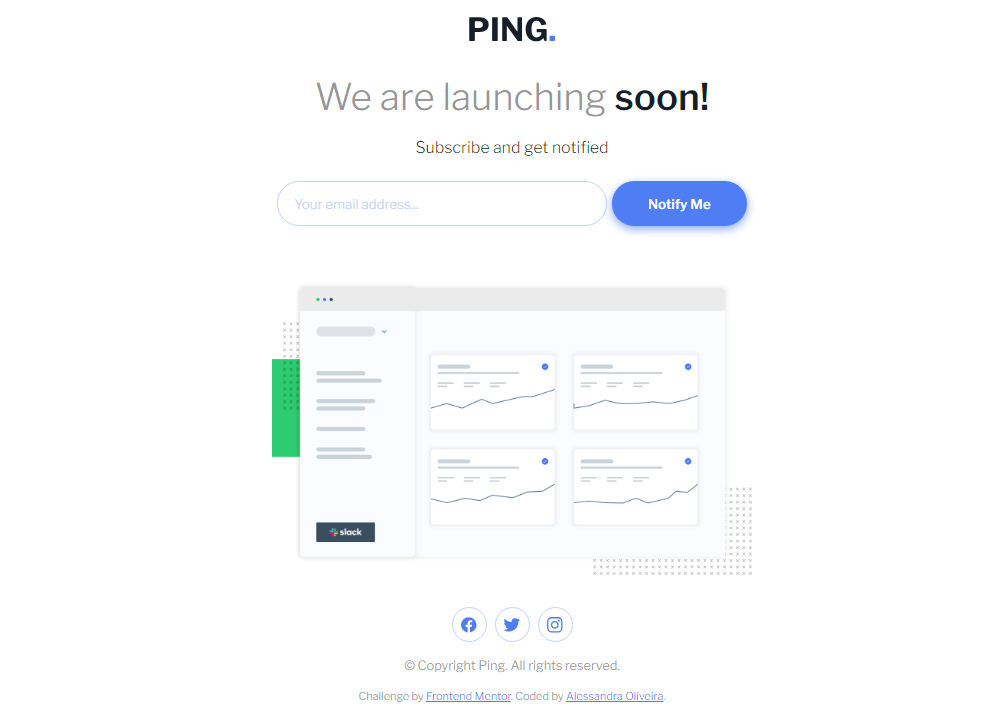 PING.
We are launching soon!
Subscribe and get notified
Your email address...
Notify Me
slack
© Copyright Ping. All rights reserved.
Challenge by Frontend Mentor. Coded by Alessandra Oliveira.